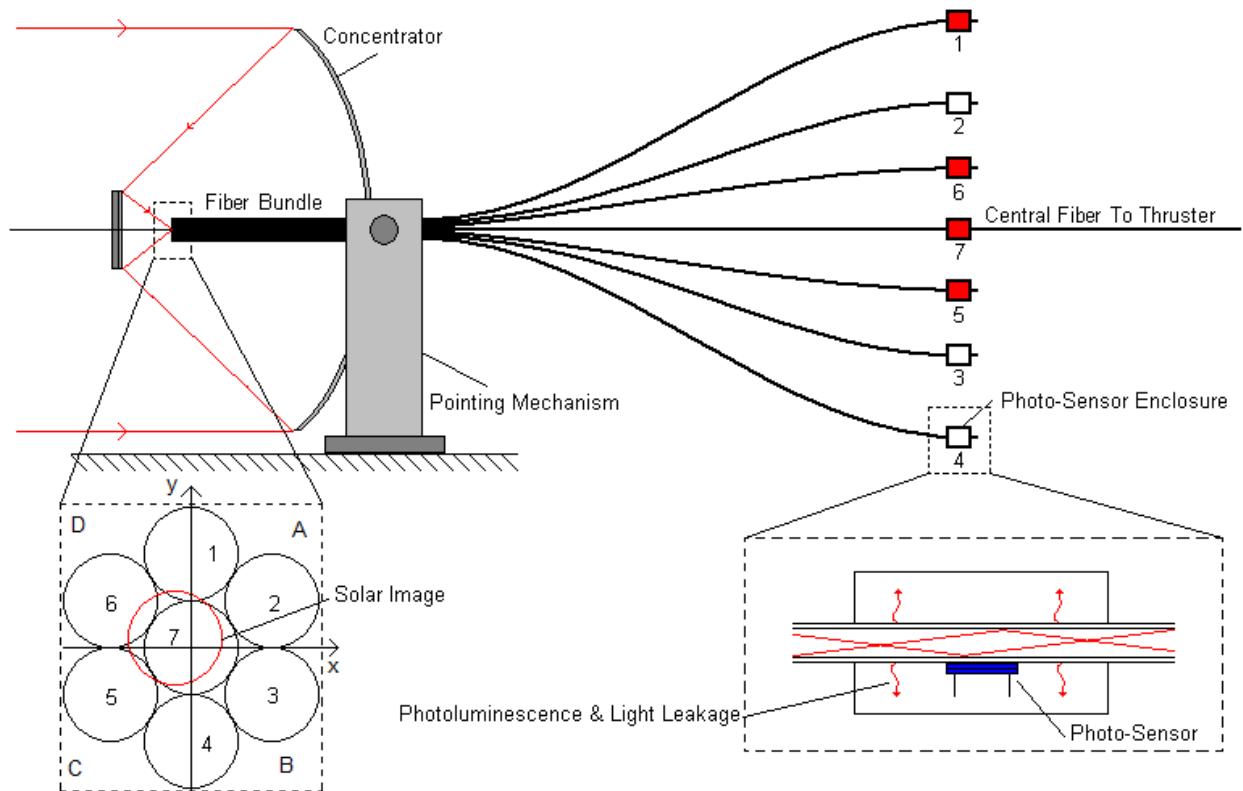 Concentrator
1
2
Fiber Bundle
6
Central Fiber To Thruster
7
5
3
Pointing Mechanism
Photo-Sensor Enclosure
4
y
D
A
1
6
2
Solar Image
7
x
5
3
4
C
B
Photoluminescence & Light Leakage
Photo-Sensor